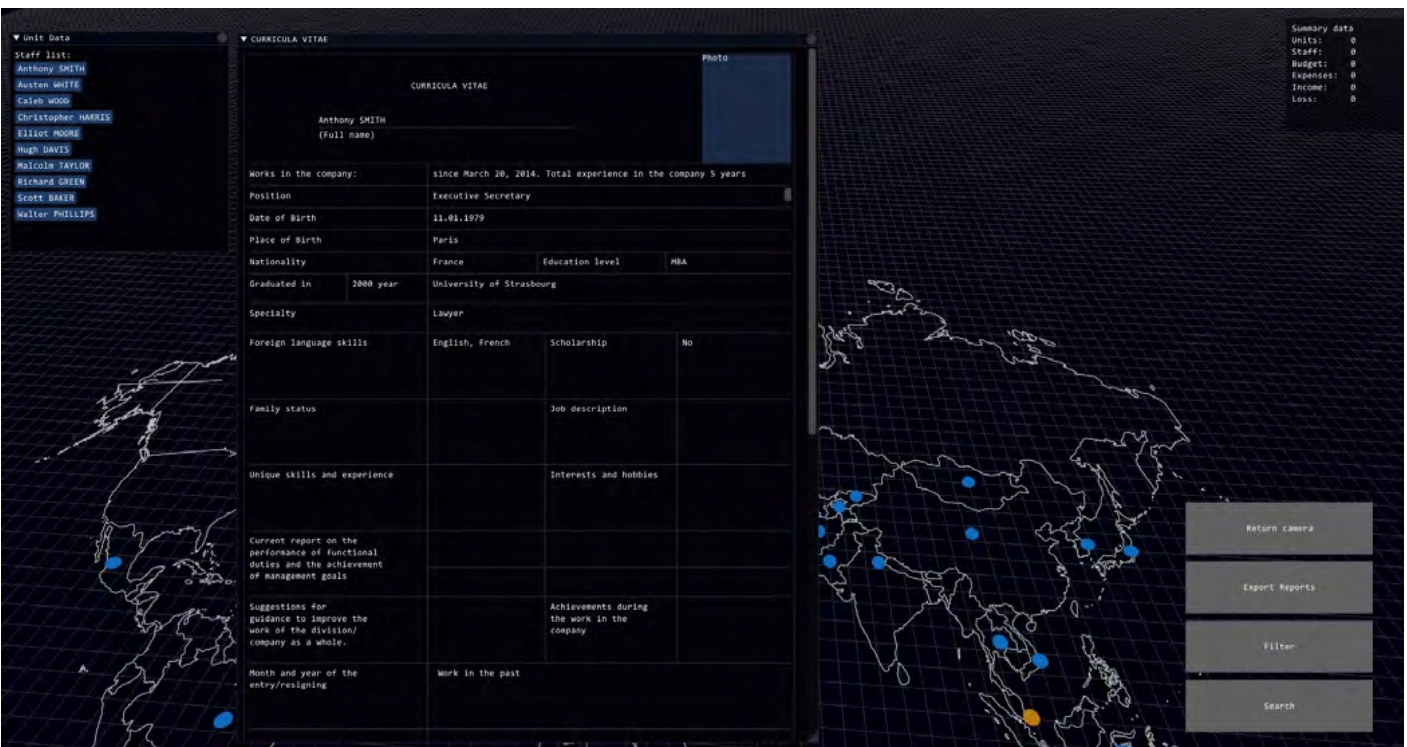 ▼ Unit Data
Staff list:
Anthony SMITH
Austen WHITE
Caleb WOOD
Christopher HARRIS
Elliot MOORE
Hugh DAVIS
Malcolm TAYLOR
Richard GREEN
Scott BAKER
Walter PHILLIPS
▼ CURRICULA VITAE
Photo
CURRICULA VITAE
Anthony SMITH
(Full name)
Works in the company: since March 20, 2014. Total experience in the company 5 years
Position Executive Secretary
Date of Birth 11.01.1979
Place of Birth Paris
Nationality France Education level MBA
Graduated in 2000 year University of Strasbourg
Specialty Lawyer
Foreign language skills English, French Scholarship No
Family status Job description
Unique skills and experience Interests and hobbies
Current report on the
performance of functional
duties and the achievement
of management goals
Suggestions for
guidance to improve the
work of the division/
company as a whole.
Achievements during
the work in the
company
Month and year of the
entry/resigning
Work in the past
Summary data
Units: 0
Staff: 0
Budget: 0
Expenses: 0
Income: 0
Loss: 0
Return camera
Export Reports
Filter
Search